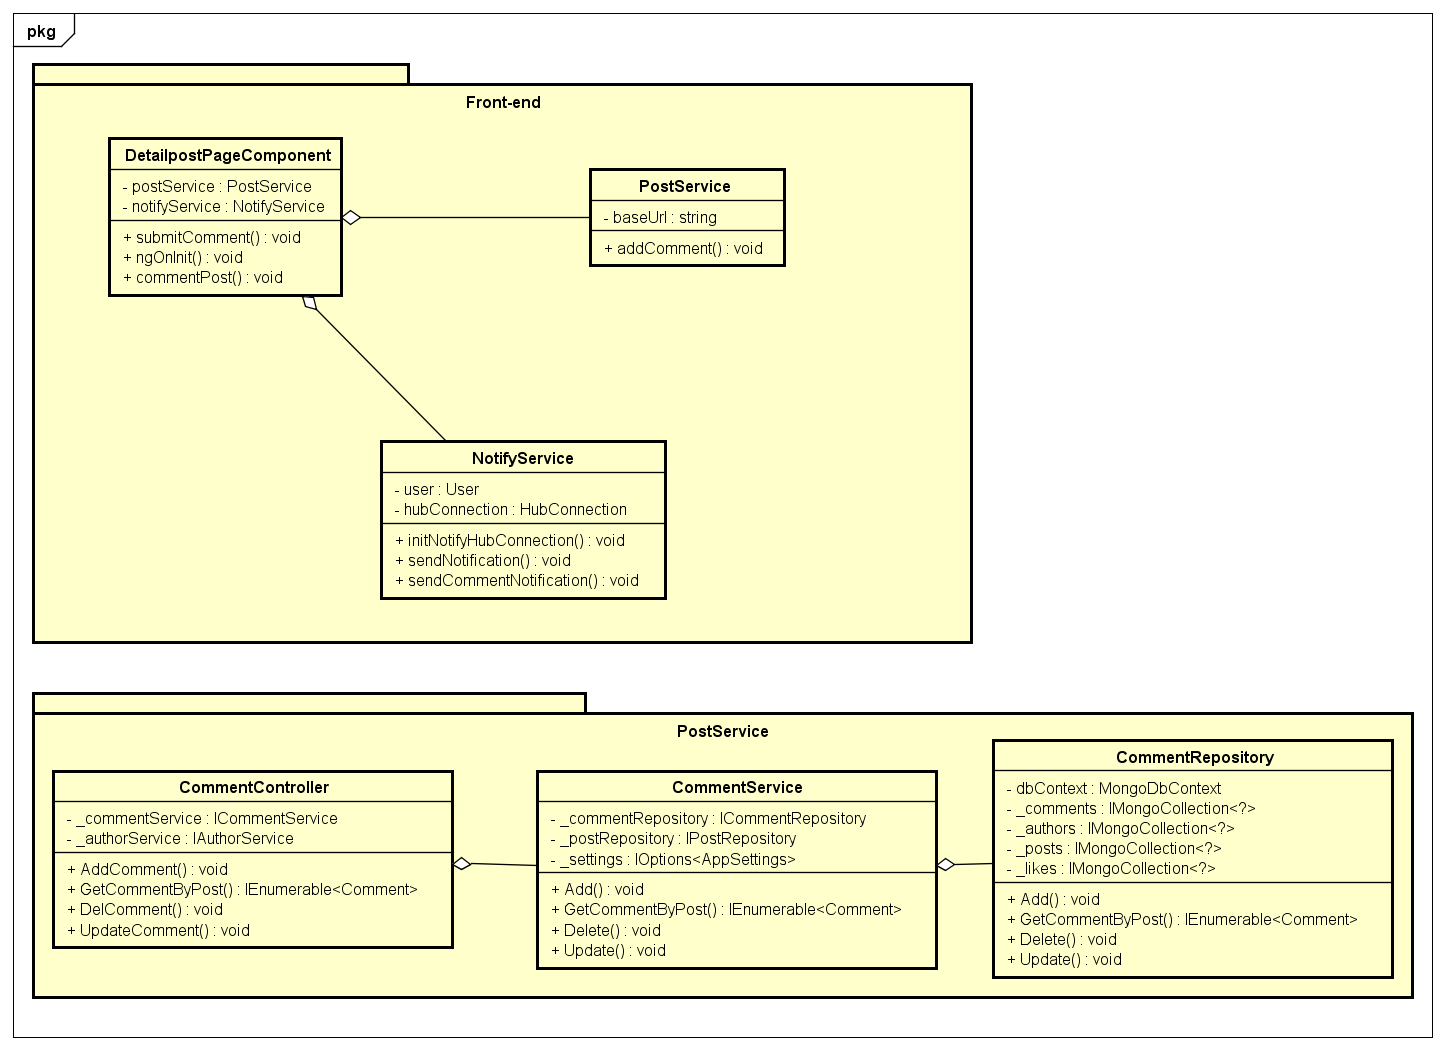 pkg
Front-end
DetailpostPageComponent
- postService : PostService
- notifyService : NotifyService
+ submitComment() : void
+ ngOnInit() : void
+ commentPost() : void
PostService
- baseUrl : string
+ addComment() : void
NotifyService
- user : User
- hubConnection : HubConnection
+ initNotifyHubConnection() : void
+ sendNotification() : void
+ sendCommentNotification() : void
PostService
CommentController
- _commentService : ICommentService
- _authorService : IAuthorService
+ AddComment() : void
+ GetCommentByPost() : IEnumerable<Comment>
+ DelComment() : void
+ UpdateComment() : void
CommentService
- _commentRepository : ICommentRepository
- _postRepository : IPostRepository
- _settings : IOptions<AppSettings>
+ Add() : void
+ GetCommentByPost() : IEnumerable<Comment>
+ Delete() : void
+ Update() : void
CommentRepository
- dbContext : MongoDbContext
- _comments : IMongoCollection<?>
- _authors : IMongoCollection<?>
- _posts : IMongoCollection<?>
- _likes : IMongoCollection<?>
+ Add() : void
+ GetCommentByPost() : IEnumerable<Comment>
+ Delete() : void
+ Update() : void